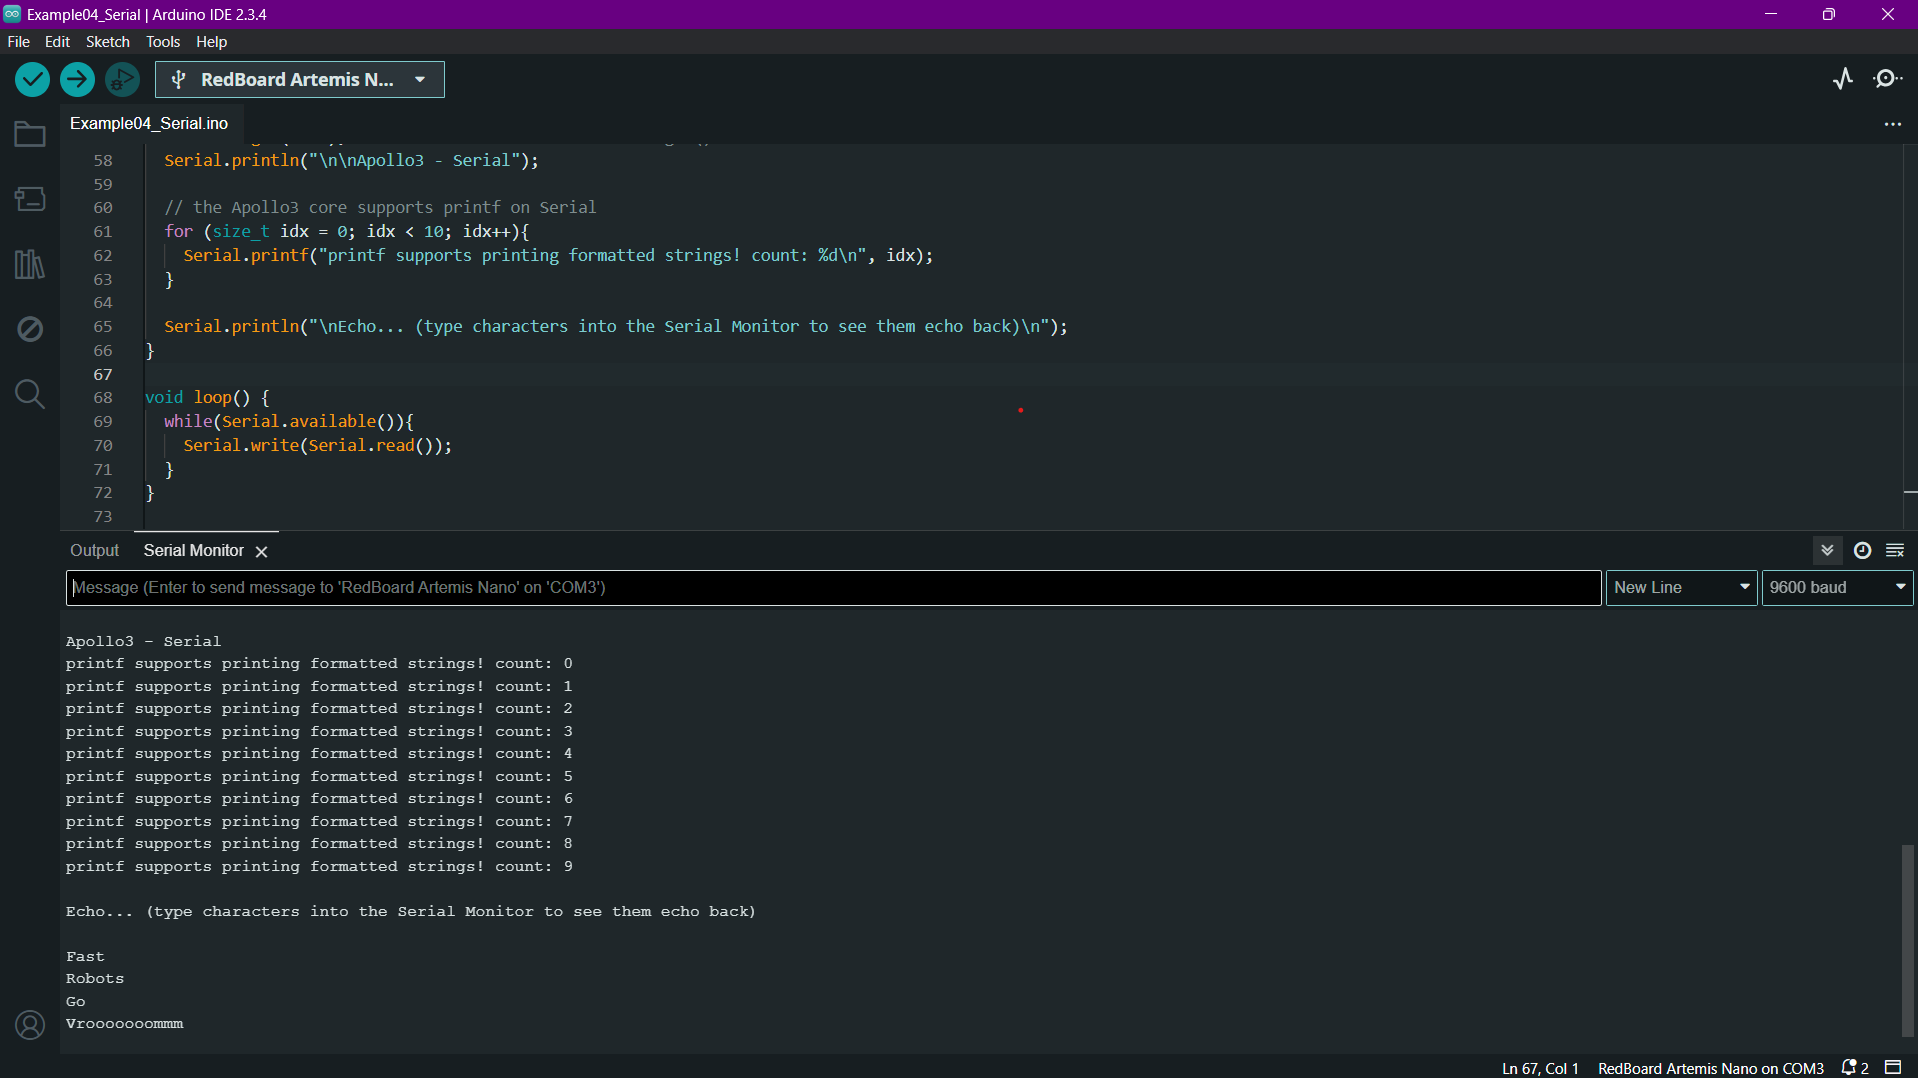 Example04_Serial | Arduino IDE 2.3.4
File Edit Sketch Tools Help
RedBoard Artemis N...
Example04_Serial.ino
58 Serial.println("\n\nApollo3 - Serial");
59
60 // the Apollo3 core supports printf on Serial
61 for (size_t idx = 0; idx < 10; idx++){
62 Serial.printf("printf supports printing formatted strings! count: %d\n", idx);
63 }
64
65 Serial.println("\nEcho... (type characters into the Serial Monitor to see them echo back)\n");
66 }
67
68 void loop() {
69 while(Serial.available()){
70 Serial.write(Serial.read());
71 }
72 }
73
Output Serial Monitor
Message (Enter to send message to 'RedBoard Artemis Nano' on 'COM3') New Line 9600 baud
Apollo3 - Serial
printf supports printing formatted strings! count: 0
printf supports printing formatted strings! count: 1
printf supports printing formatted strings! count: 2
printf supports printing formatted strings! count: 3
printf supports printing formatted strings! count: 4
printf supports printing formatted strings! count: 5
printf supports printing formatted strings! count: 6
printf supports printing formatted strings! count: 7
printf supports printing formatted strings! count: 8
printf supports printing formatted strings! count: 9
Echo... (type characters into the Serial Monitor to see them echo back)
Fast
Robots
Go
Vrooooooommm
Ln 67, Col 1 RedBoard Artemis Nano on COM3 2